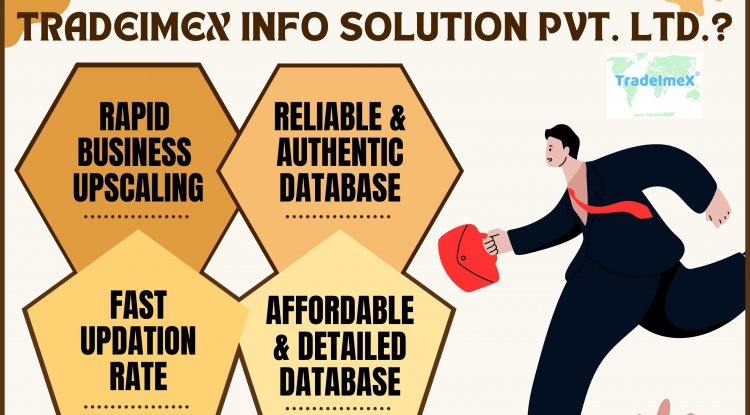 TRADEIMEX INFO SOLUTION PVT. LTD.?
TradeImeX®
RAPID
BUSINESS
UPSCALING
RELIABLE &
AUTHENTIC
DATABASE
FAST
UPDATION
RATE
AFFORDABLE
& DETAILED
DATABASE